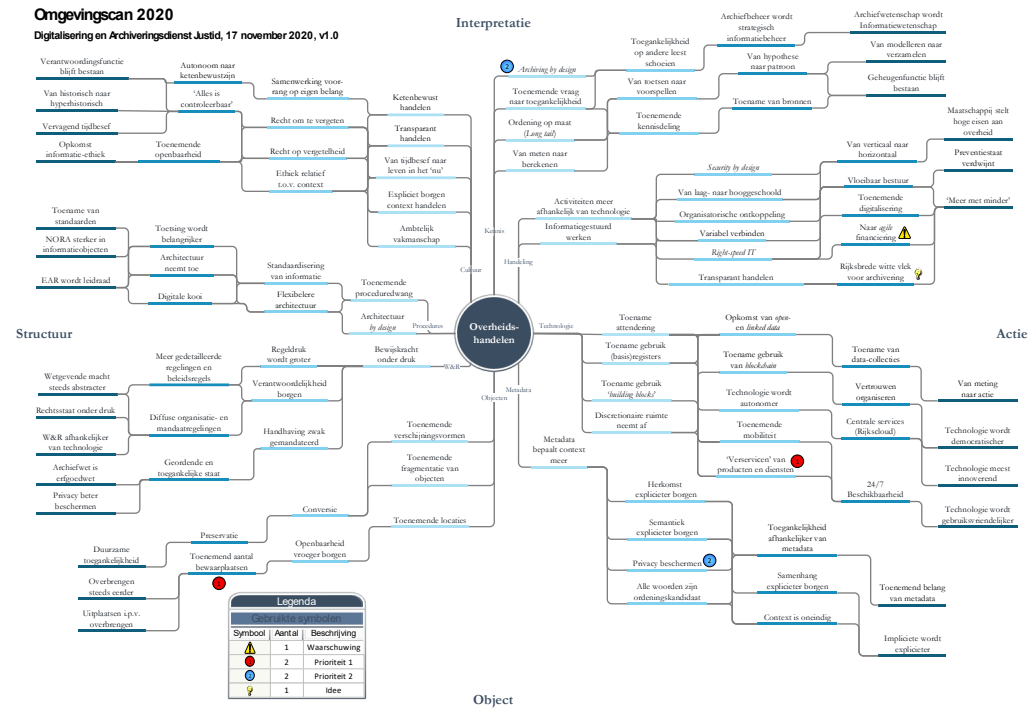 Omgevingscan 2020
Digitalisering en Archiveringsdienst Justid, 17 november 2020, v1.0
Interpretatie
Structuur
Actie
Object
Overheids-
handelen
Kennis
Cultuur
Handeling
Procedures
Technologie
W&R
Metadata
Objecten
Verantwoordingsfunctie
blijft bestaan
Van historisch naar
hyperhistorisch
Vervagend tijdbesef
Opkomst
informatie-ethiek
Autonoom naar
ketenbewustzijn
'Alles is
controleerbaar'
Toenemende
openbaarheid
Samenwerking voor-
rang op eigen belang
Recht om te vergeten
Recht op vergetelheid
Ethiek relatief
t.o.v. context
Ketenbewust
handelen
Transparant
handelen
Van tijdbesef naar
leven in het 'nu'
Expliciet borgen
context handelen
Ambtelijk
vakmanschap
Toename van
standaarden
NORA sterker in
informatieobjecten
EAR wordt leidraad
Toetsing wordt
belangrijker
Architectuur
neemt toe
Digitale kooi
Standaardisering
van informatie
Flexibelere
architectuur
Toenemende
proceduredwang
Architectuur
by design
Wetgevende macht
steeds abstracter
Rechtsstaat onder druk
W&R afhankelijker
van technologie
Archiefwet is
erfgoedwet
Privacy beter
beschermen
Meer gedetailleerde
regelingen en
beleidsregels
Diffuse organisatie- en
mandaatregelingen
Geordende en
toegankelijke staat
Regeldruk
wordt groter
Verantwoordelijkheid
borgen
Handhaving zwak
gemandateerd
Bewijskracht
onder druk
Toenemende
verschijningsvormen
Toenemende
fragmentatie van
objecten
Toenemende locaties
Conversie
Openbaarheid
vroeger borgen
Preservatie
Toenemend aantal
bewaarplaatsen
Duurzame
toegankelijkheid
Overbrengen
steeds eerder
Uitplaatsen i.p.v.
overbrengen
2
Archiving by design
Toenemende vraag
naar toegankelijkheid
Ordening op maat
(Long tail)
Van meten naar
berekenen
Toegankelijkheid
op andere leest
schoeien
Van toetsen naar
voorspellen
Toenemende
kennisdeling
Archiefbeheer wordt
strategisch
informatiebeheer
Van hypothese
naar patroon
Toename van bronnen
Archiefwetenschap wordt
Informatiewetenschap
Van modelleren naar
verzamelen
Geheugenfunctie blijft
bestaan
Activiteiten meer
afhankelijk van technologie
Informatiegestuurd
werken
Security by design
Van laag- naar hooggeschoold
Organisatorische ontkoppeling
Variabel verbinden
Right-speed IT
Transparant handelen
Van verticaal naar
horizontaal
Vloeibaar bestuur
Toenemende
digitalisering
Naar agile
financiering
Rijksbrede witte vlek
voor archivering
Maatschappij stelt
hoge eisen aan
overheid
Preventiestaat
verdwijnt
'Meer met minder'
Toename
attendering
Toename gebruik
(basis)registers
Toename gebruik
'building blocks'
Discretionaire ruimte
neemt af
Opkomst van open-
en linked data
Toename gebruik
van blockchain
Technologie wordt
autonomer
Toenemende
mobiliteit
'Verservicen' van
producten en diensten
Toename van
data-collecties
Vertrouwen
organiseren
Centrale services
(Rijkscloud)
24/7
Beschikbaarheid
Van meting
naar actie
Technologie wordt
democratischer
Technologie meest
innoverend
Technologie wordt
gebruiksvriendelijker
Metadata
bepaalt context
meer
Herkomst
explicieter borgen
Semantiek
explicieter borgen
Privacy beschermen
2
Alle woorden zijn
ordeningskandidaat
Toegankelijkheid
afhankelijker van
metadata
Samenhang
explicieter borgen
Context is oneindig
Toenemend belang
van metadata
Impliciete wordt
explicieter
Legenda
Gebruikte symbolen
Symbool Aantal Beschrijving
1 Waarschuwing
2 Prioriteit 1
2 2 Prioriteit 2
1 Idee